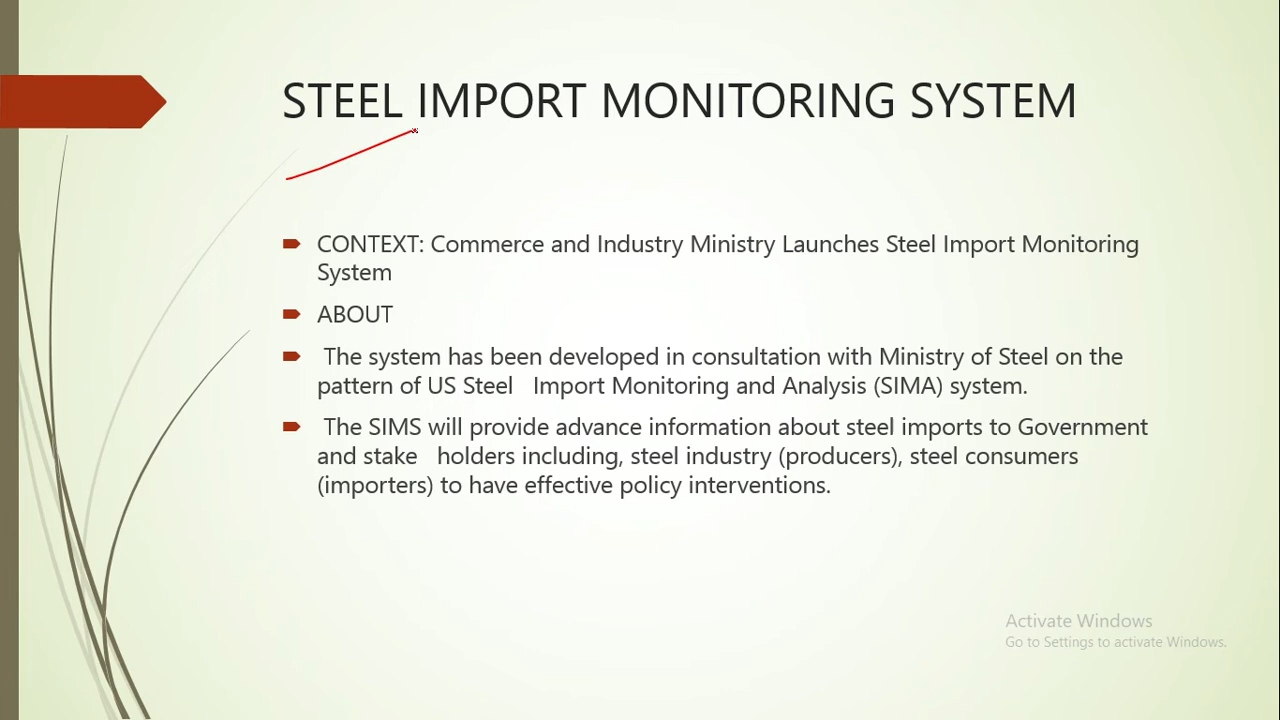 STEEL IMPORT MONITORING SYSTEM
CONTEXT: Commerce and Industry Ministry Launches Steel Import Monitoring
System
ABOUT
The system has been developed in consultation with Ministry of Steel on the
pattern of US Steel Import Monitoring and Analysis (SIMA) system.
The SIMS will provide advance information about steel imports to Government
and stake holders including, steel industry (producers), steel consumers
(importers) to have effective policy interventions.
Activate Windows
Go to Settings to activate Windows.